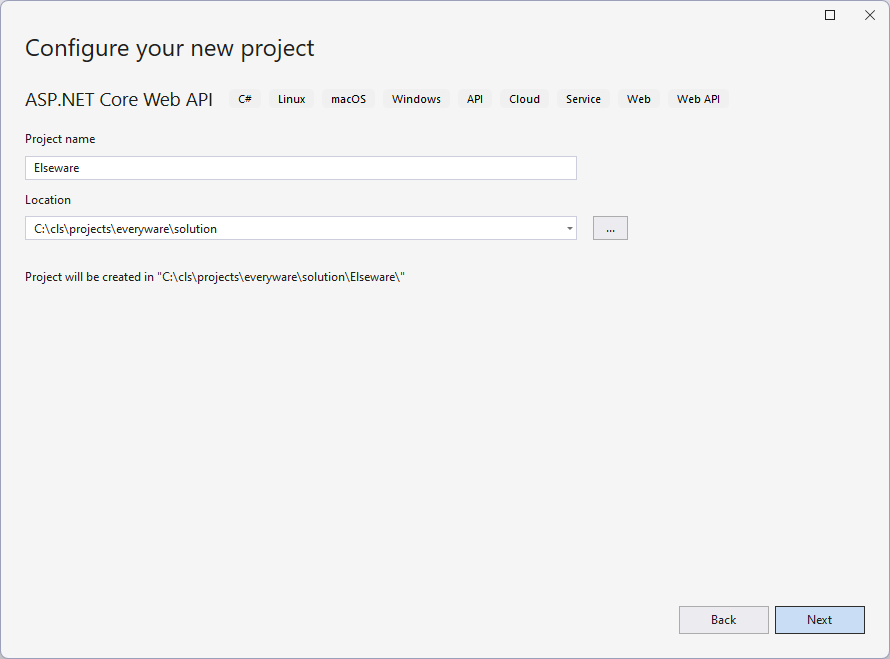 Configure your new project
ASP.NET Core Web API C# Linux macOS Windows API Cloud Service Web Web API
Project name
Elseware
Location
C:\cls\projects\everyware\solution ...
Project will be created in "C:\cls\projects\everyware\solution\Elseware\"
Back Next